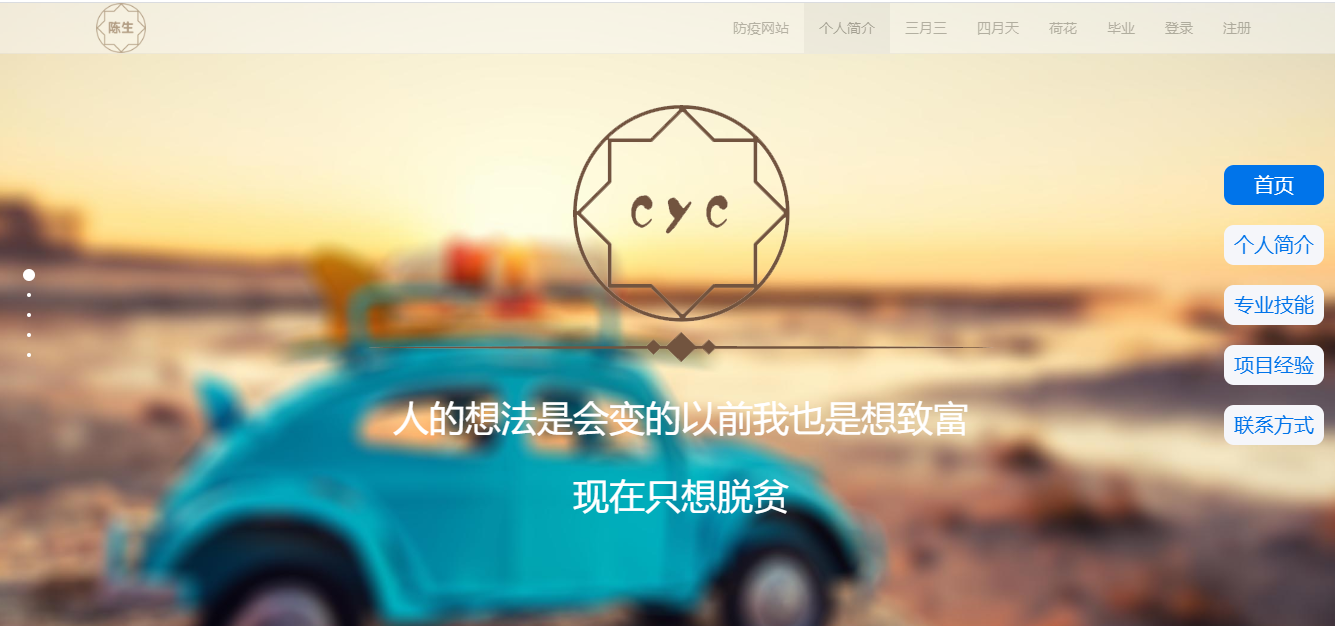 陈生
防疫网站 个人简介 三月三 四月天 荷花 毕业 登录 注册
cyc
首页
个人简介
专业技能
项目经验
联系方式
人的想法是会变的以前我也是想致富
现在只想脱贫